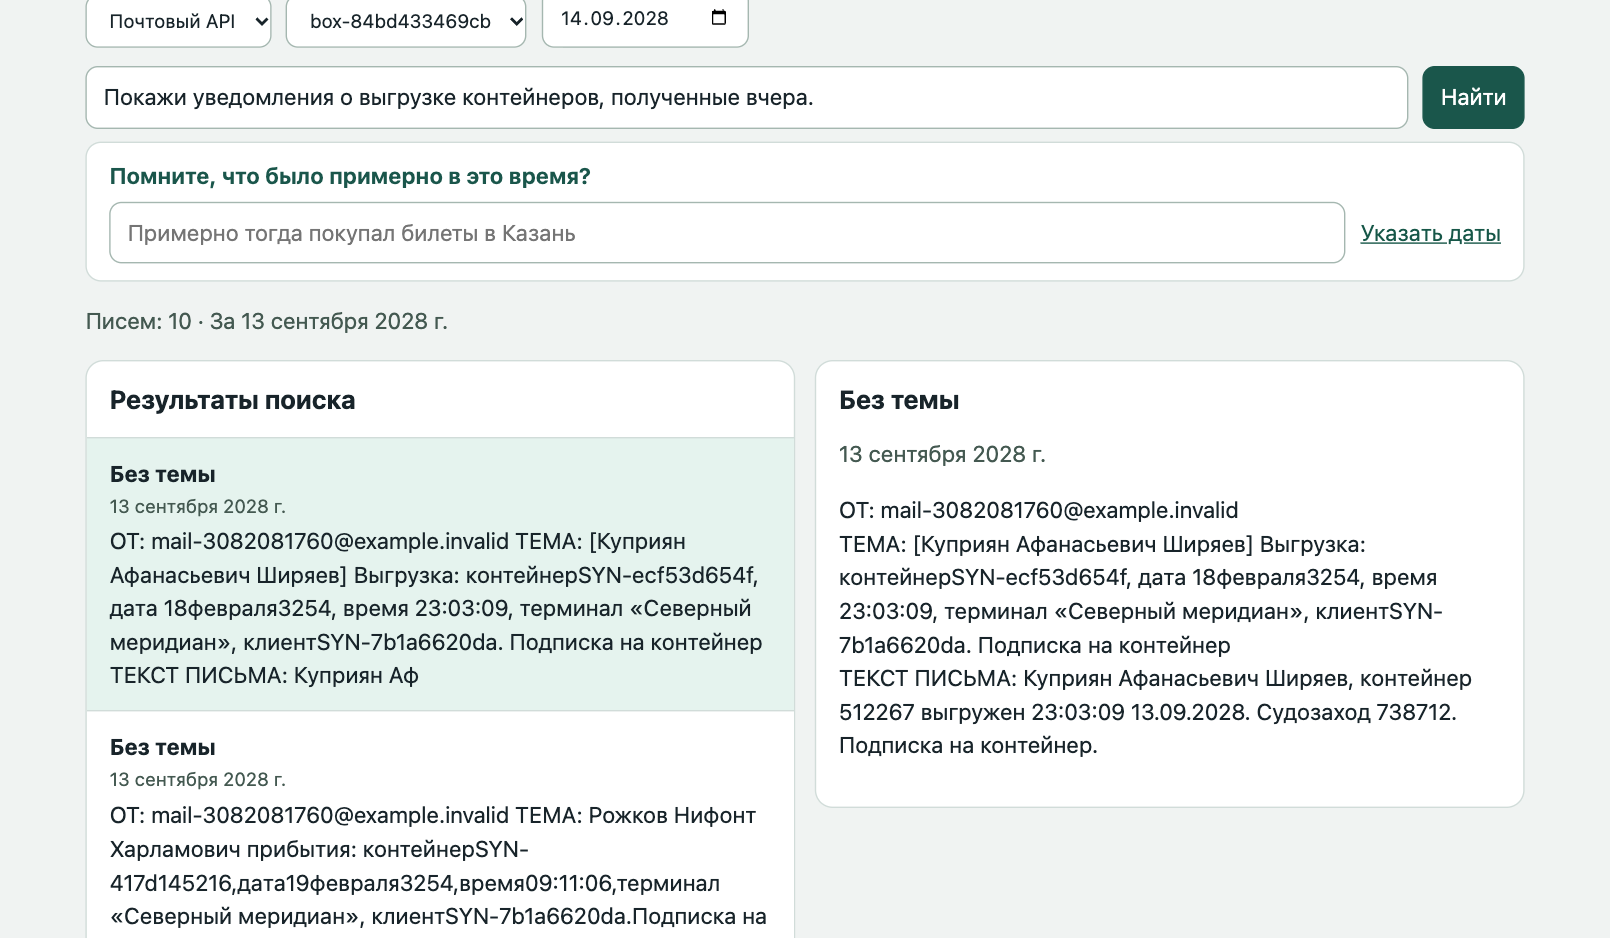 Почтовый API
box-84bd433469cb
14.09.2028
Покажи уведомления о выгрузке контейнеров, полученные вчера.
Найти
Помните, что было примерно в это время?
Примерно тогда покупал билеты в Казань
Указать даты
Писем: 10 · За 13 сентября 2028 г.
Результаты поиска
Без темы
13 сентября 2028 г.
ОТ: mail-3082081760@example.invalid ТЕМА: [Куприян
Афанасьевич Ширяев] Выгрузка: контейнерSYN-ecf53d654f,
дата 18февраля3254, время 23:03:09, терминал «Северный
меридиан», клиентSYN-7b1a6620da. Подписка на контейнер
ТЕКСТ ПИСЬМА: Куприян Аф
Без темы
13 сентября 2028 г.
ОТ: mail-3082081760@example.invalid ТЕМА: Рожков Нифонт
Харламович прибытия: контейнерSYN-
417d145216,дата19февраля3254,время09:11:06,терминал
«Северный меридиан», клиентSYN-7b1a6620da.Подписка на
Без темы
13 сентября 2028 г.
ОТ: mail-3082081760@example.invalid
ТЕМА: [Куприян Афанасьевич Ширяев] Выгрузка:
контейнерSYN-ecf53d654f, дата 18февраля3254, время
23:03:09, терминал «Северный меридиан», клиентSYN-
7b1a6620da. Подписка на контейнер
ТЕКСТ ПИСЬМА: Куприян Афанасьевич Ширяев, контейнер
512267 выгружен 23:03:09 13.09.2028. Судозаход 738712.
Подписка на контейнер.